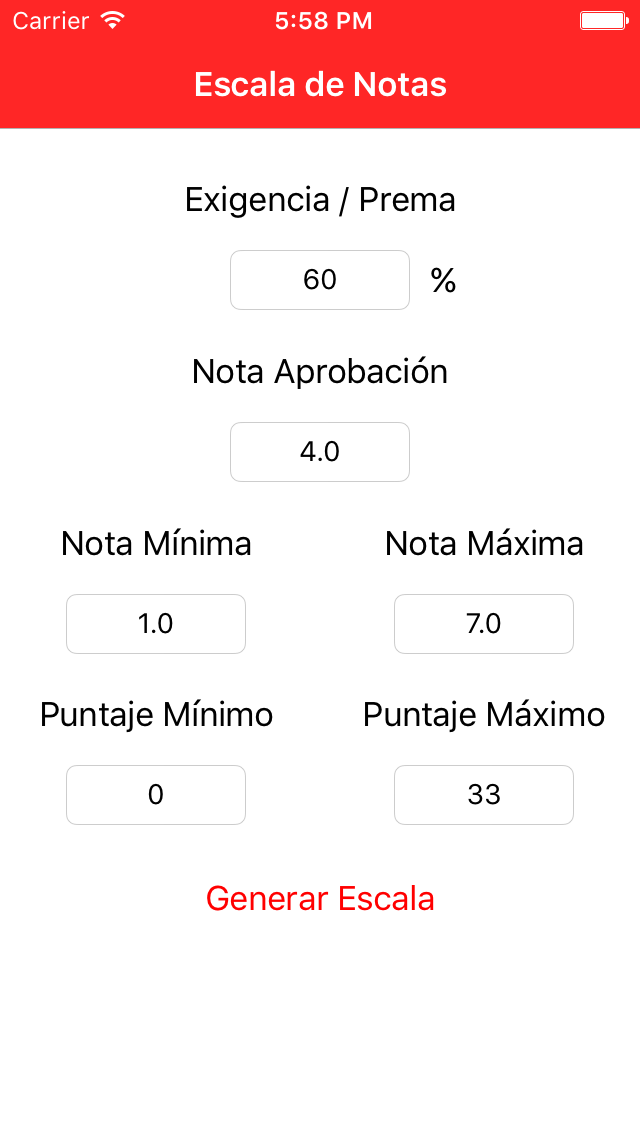 Carrier 5:58 PM
Escala de Notas
Exigencia / Prema
60 %
Nota Aprobación
4.0
Nota Mínima Nota Máxima
1.0 7.0
Puntaje Mínimo Puntaje Máximo
0 33
Generar Escala